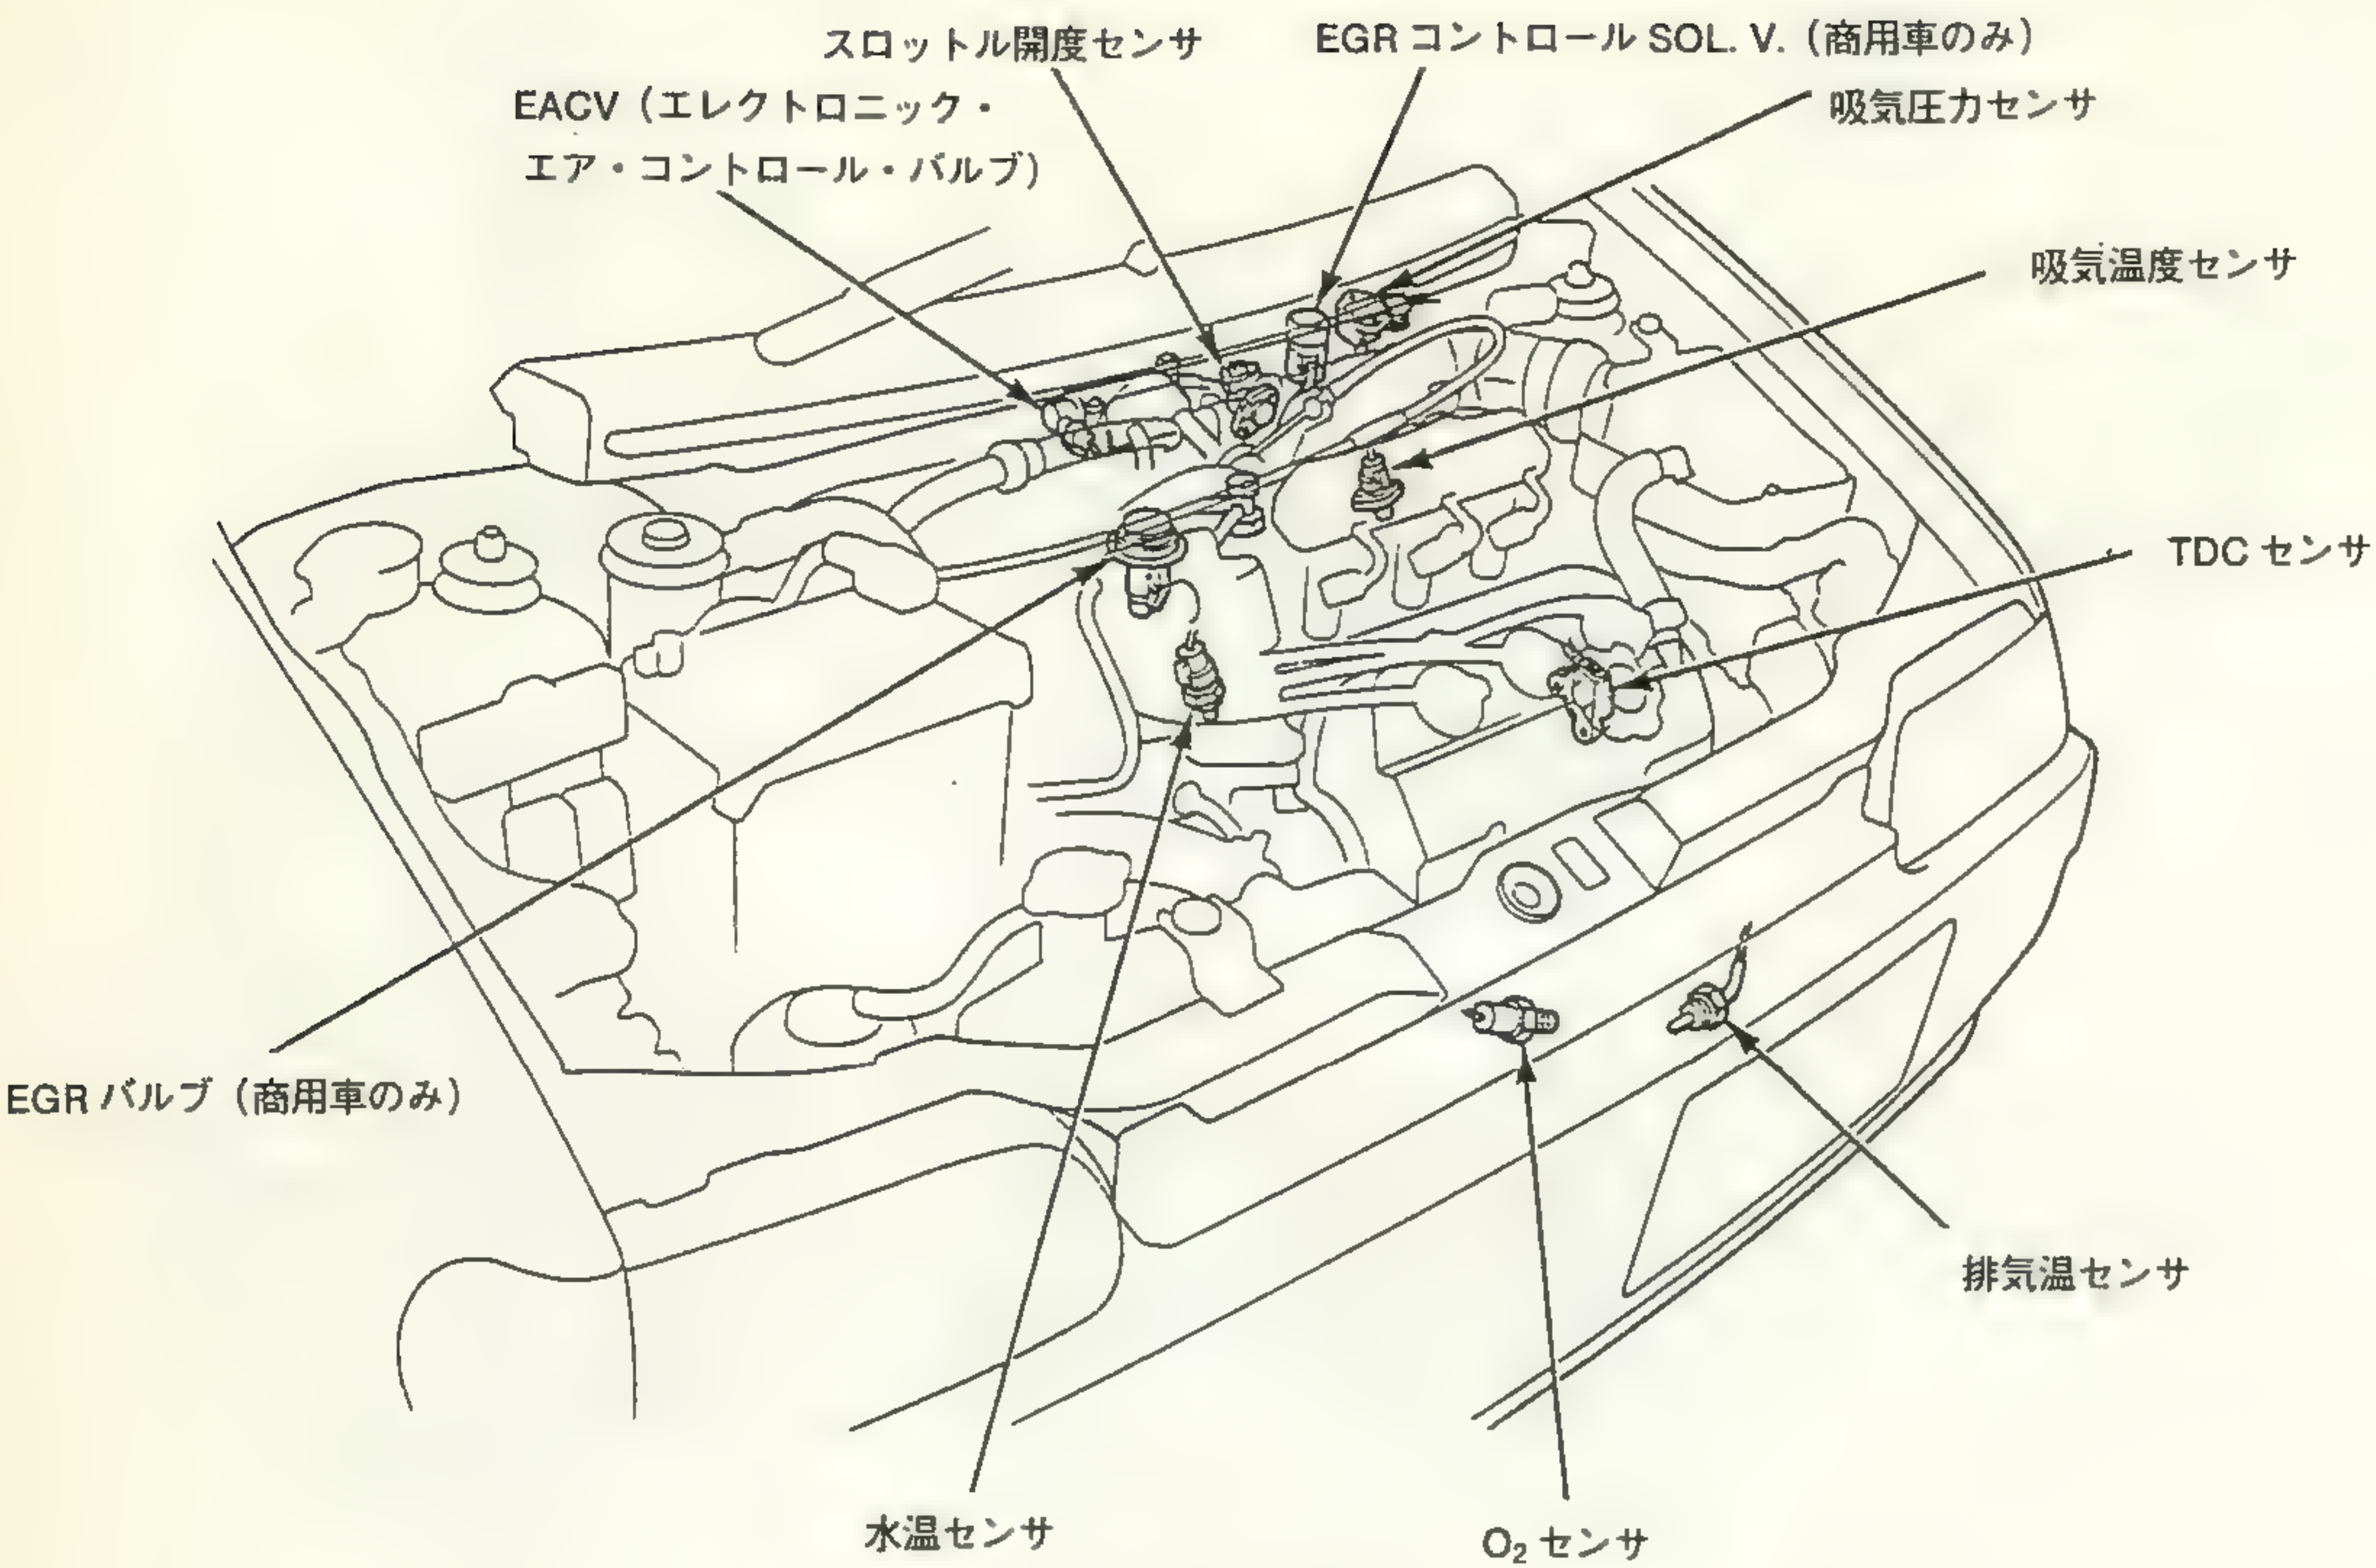 スロットル開度センサ
EGR コントロール SOL. V.（商用車のみ）
EACV（エレクトロニック・
エア・コントロール・バルブ）
吸気圧力センサ
吸気温度センサ
TDC センサ
EGR バルブ（商用車のみ）
排気温センサ
水温センサ
O₂ センサ